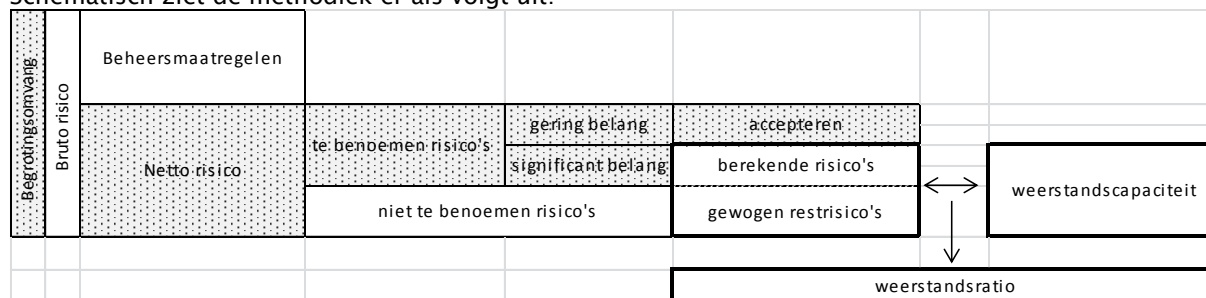 Schematisch ziet de methodiek er als volgt uit:
Begrotingsomvang
Bruto risico
Beheersmaatregelen
Netto risico
te benoemen risico's
gering belang
accepteren
significant belang
berekende risico's
niet te benoemen risico's
gewogen restrisico's
weerstandscapaciteit
weerstandsratio